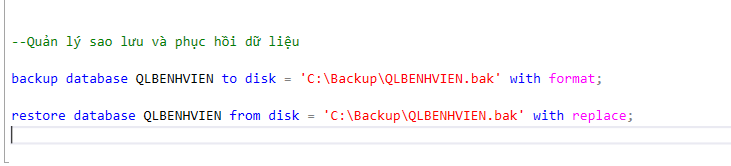 --Quản lý sao lưu và phục hồi dữ liệu
backup database QLBENHVIEN to disk = 'C:\Backup\QLBENHVIEN.bak' with format;
restore database QLBENHVIEN from disk = 'C:\Backup\QLBENHVIEN.bak' with replace;